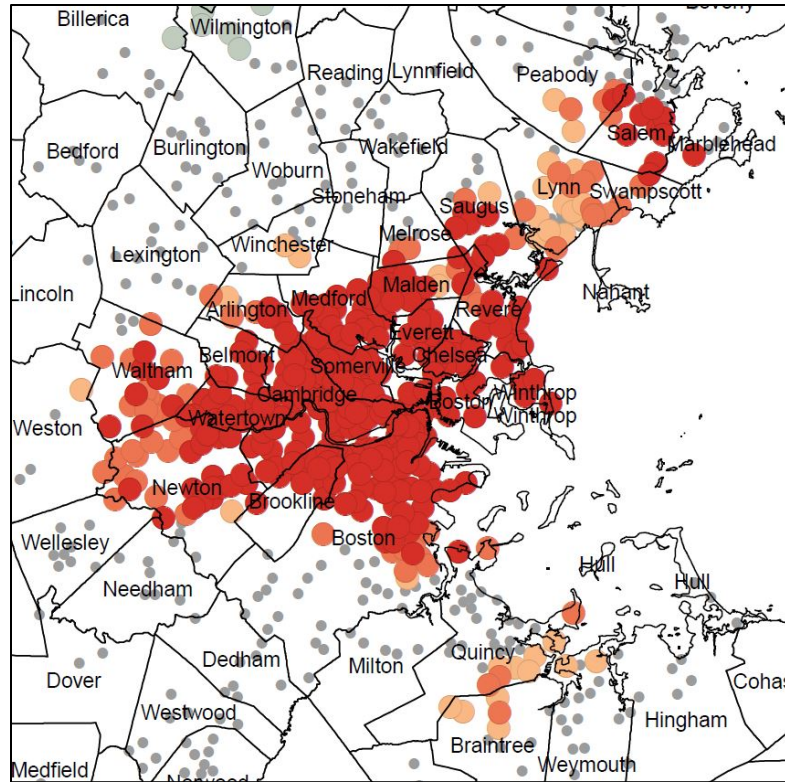 Billerica
Wilmington
Beverly
Reading
Lynnfield
Peabody
Salem
Marblehead
Bedford
Burlington
Wakefield
Woburn
Stoneham
Lynn
Swampscott
Saugus
Melrose
Winchester
Lexington
Lincoln
Nahant
Malden
Medford
Arlington
Revere
Everett
Belmont
Chelsea
Somerville
Waltham
Cambridge
Boston
Winthrop
Winthrop
Watertown
Weston
Newton
Brookline
Boston
Wellesley
Hull
Hull
Needham
Quincy
Dedham
Milton
Dover
Cohas
Westwood
Hingham
Braintree
Weymouth
Medfield
Norwood